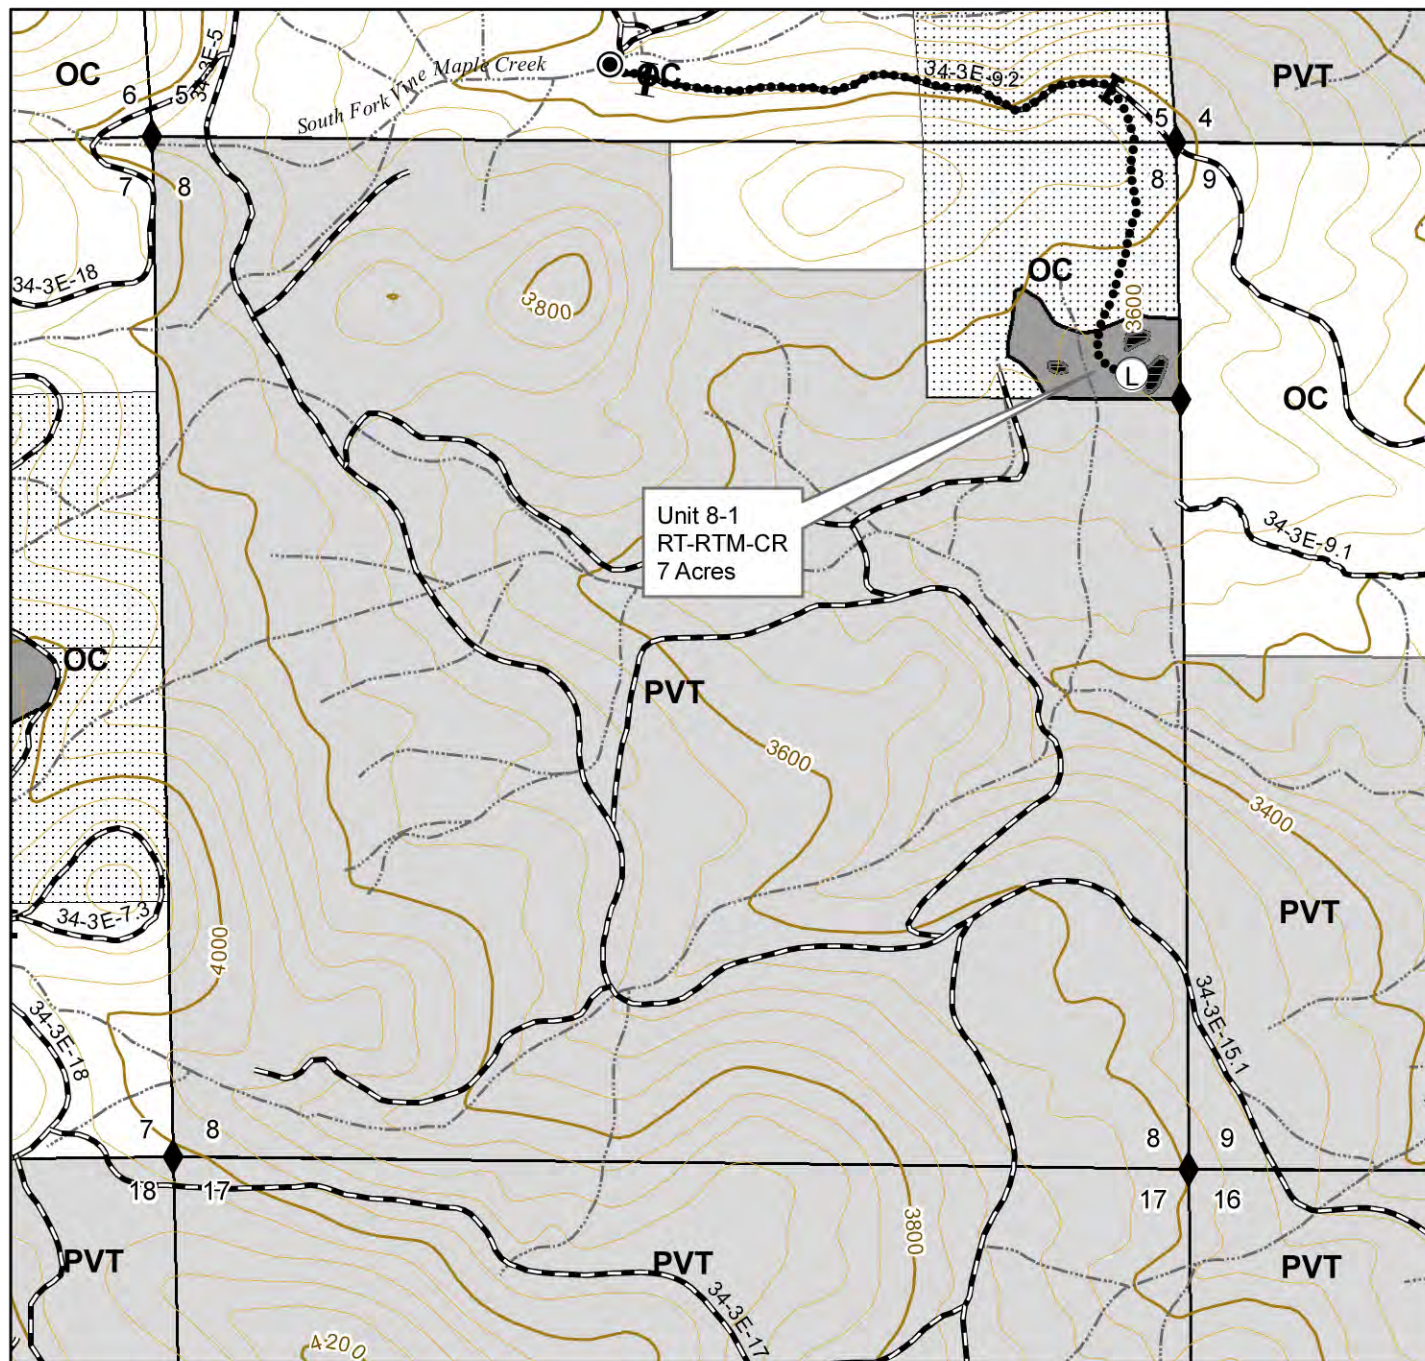 OC
6
5
34-3E-5
South Fork Vine Maple Creek
OC
34-3E-9.2
PVT
5
4
7
8
8
9
34-3E-18
OC
3800
3600
L
OC
Unit 8-1
RT-RTM-CR
7 Acres
34-3E-9.1
OC
PVT
3600
3400
34-3E-7.3
PVT
4000
34-3E-18
34-3E-15.1
7
8
8
9
18
17
17
16
3800
PVT
PVT
PVT
34-3E-17
4200